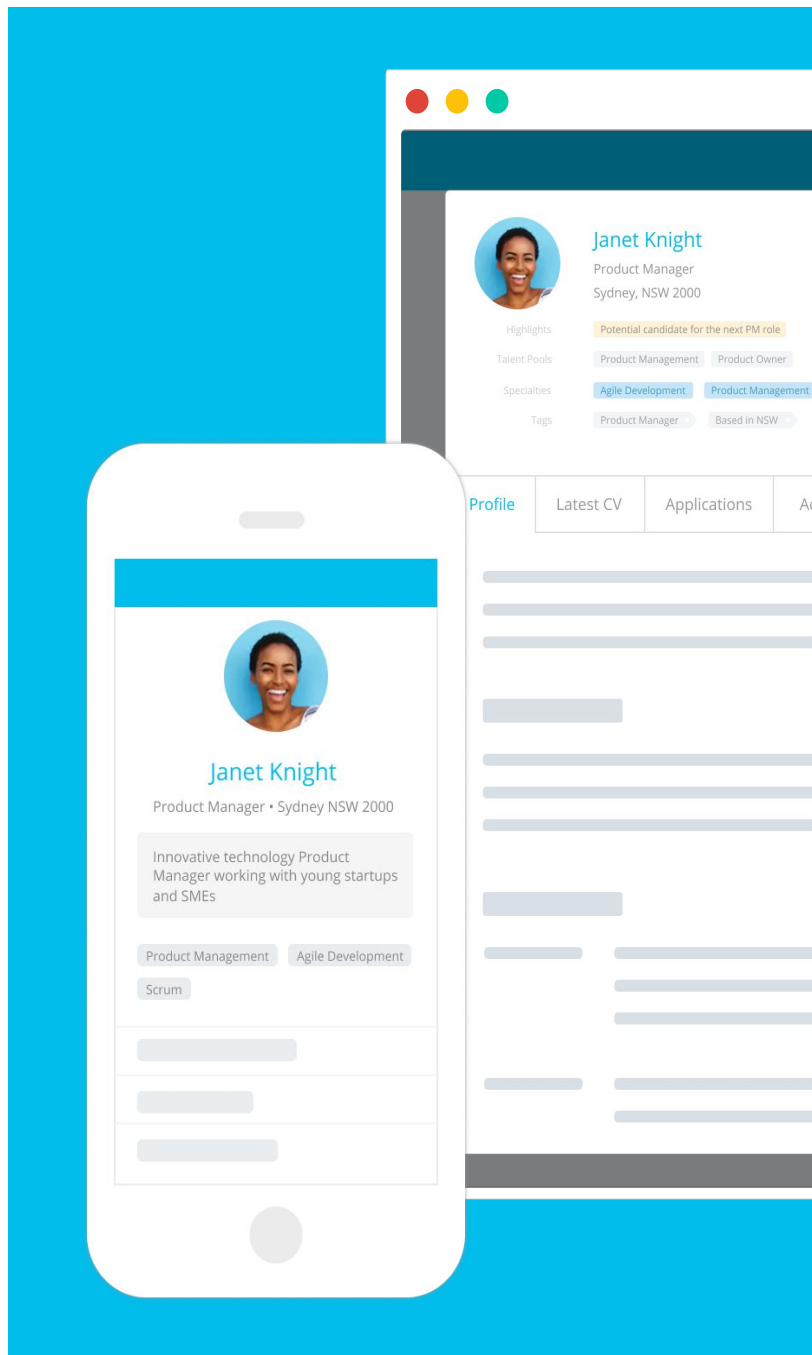 Janet Knight
Product Manager
Sydney, NSW 2000
Highlights Potential candidate for the next PM role
Talent Pools Product Management Product Owner
Specialties Agile Development Product Management
Tags Product Manager Based in NSW
Profile Latest CV Applications
Janet Knight
Product Manager • Sydney NSW 2000
Innovative technology Product
Manager working with young startups
and SMEs
Product Management Agile Development
Scrum